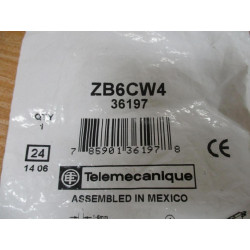 ZB6CW4
36197
QTY
1
7 85901 36197 8
24
14 06
CE
Telemecanique
ASSEMBLED IN MEXICO